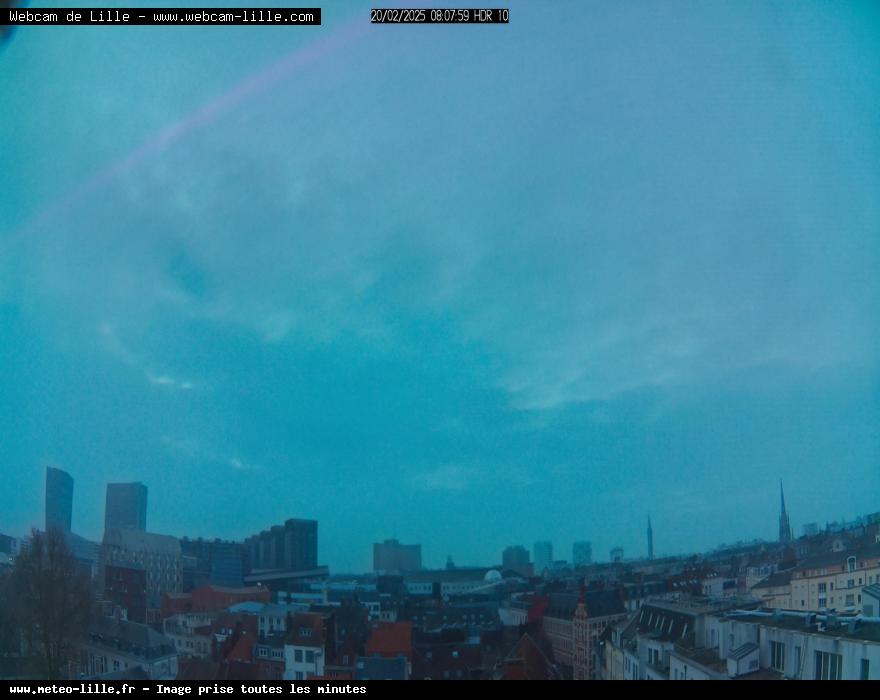 Webcam de Lille - www.webcam-lille.com
20/02/2025 08:07:59 HDR 10
www.meteo-lille.fr - Image prise toutes les minutes